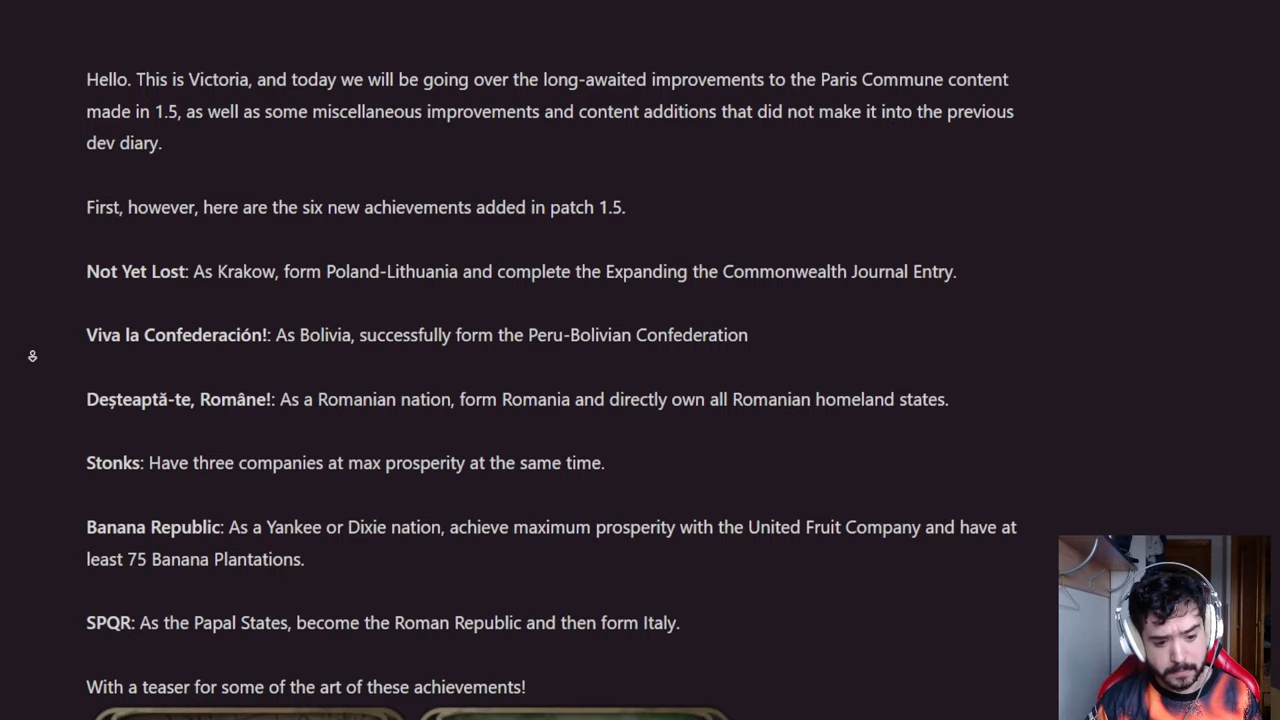 Hello. This is Victoria, and today we will be going over the long-awaited improvements to the Paris Commune content
made in 1.5, as well as some miscellaneous improvements and content additions that did not make it into the previous
dev diary.
First, however, here are the six new achievements added in patch 1.5.
Not Yet Lost: As Krakow, form Poland-Lithuania and complete the Expanding the Commonwealth Journal Entry.
Viva la Confederación!: As Bolivia, successfully form the Peru-Bolivian Confederation
Deșteaptă-te, Române!: As a Romanian nation, form Romania and directly own all Romanian homeland states.
Stonks: Have three companies at max prosperity at the same time.
Banana Republic: As a Yankee or Dixie nation, achieve maximum prosperity with the United Fruit Company and have at
least 75 Banana Plantations.
SPQR: As the Papal States, become the Roman Republic and then form Italy.
With a teaser for some of the art of these achievements!